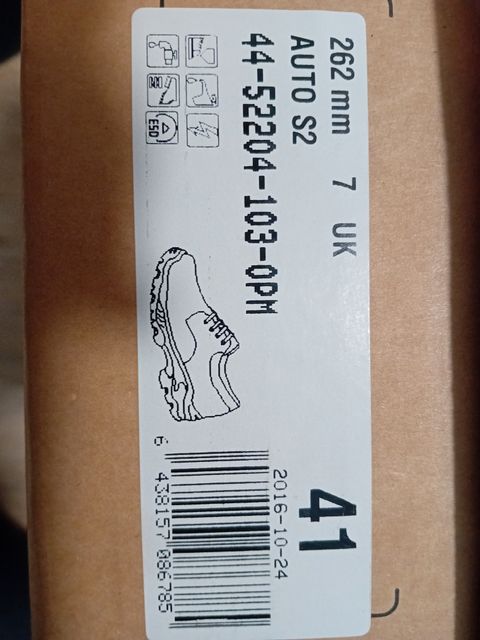 262 mm 7 UK
AUTO S2
44-52204-103-0PM
ESD
41
2016-10-24
6 438157 086785